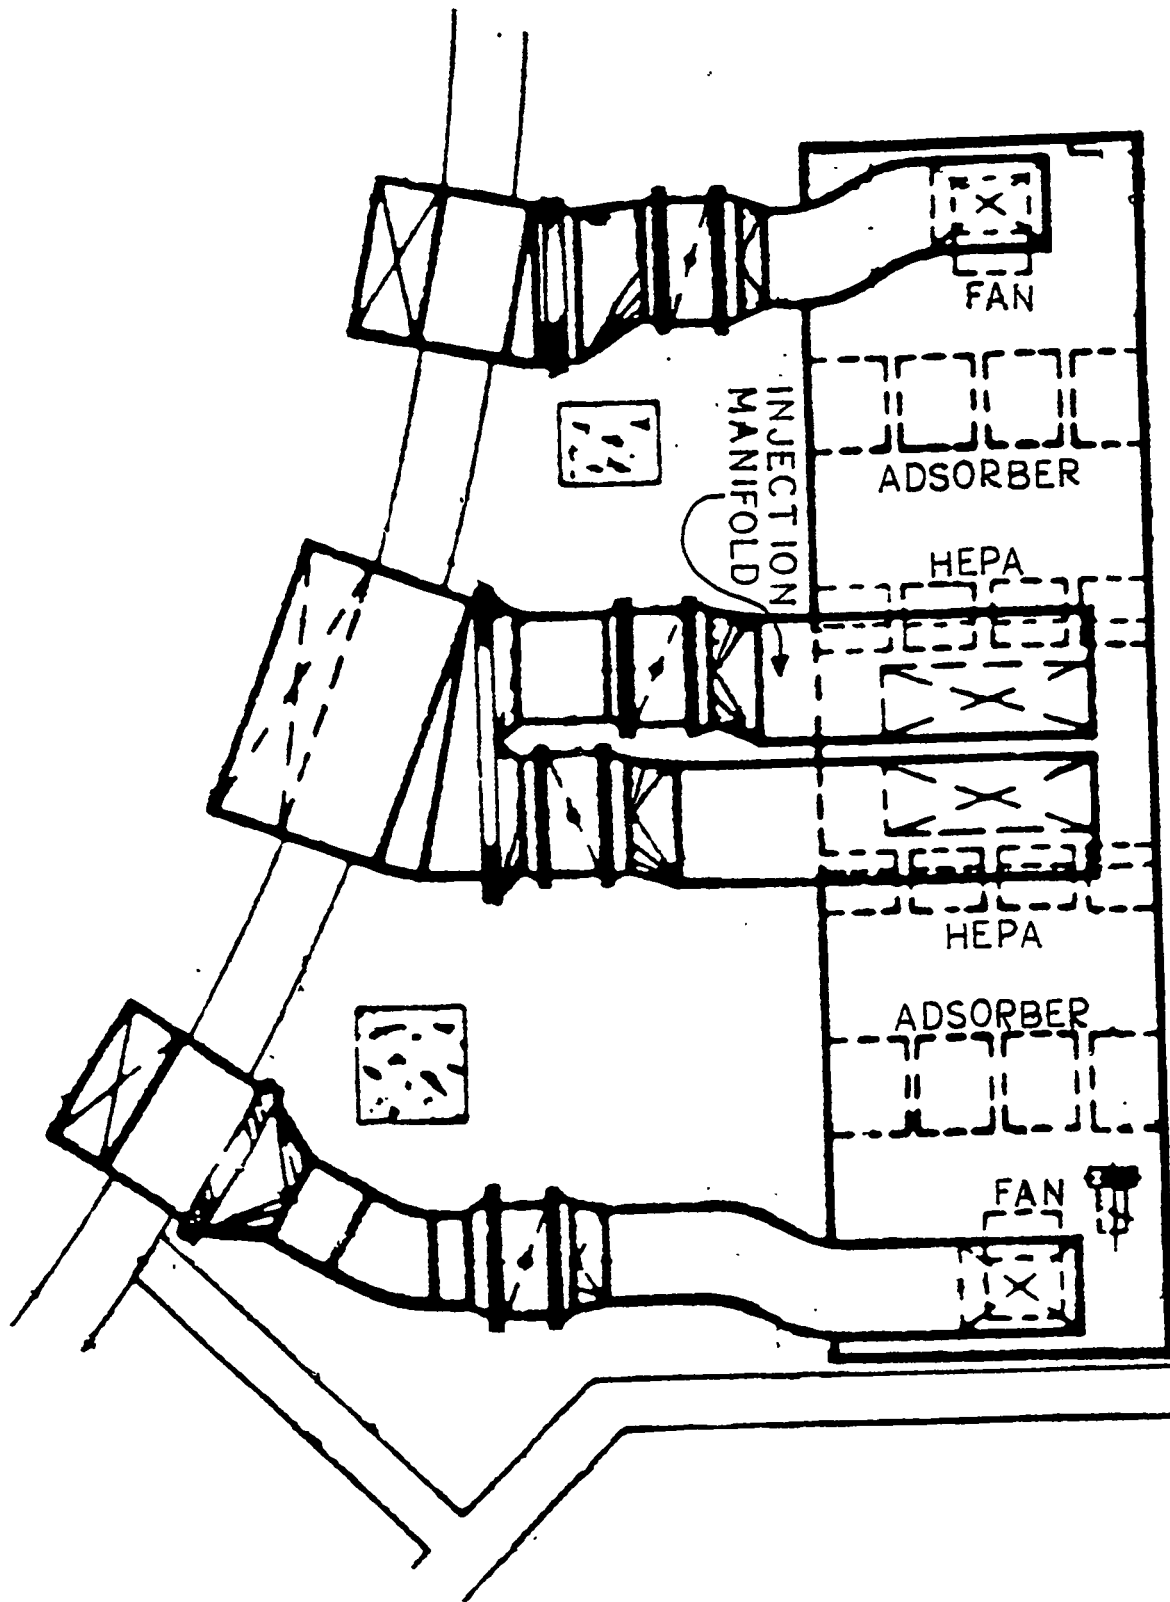 FAN
ADSORBER
INJECTION
MANIFOLD
HEPA
HEPA
ADSORBER
FAN